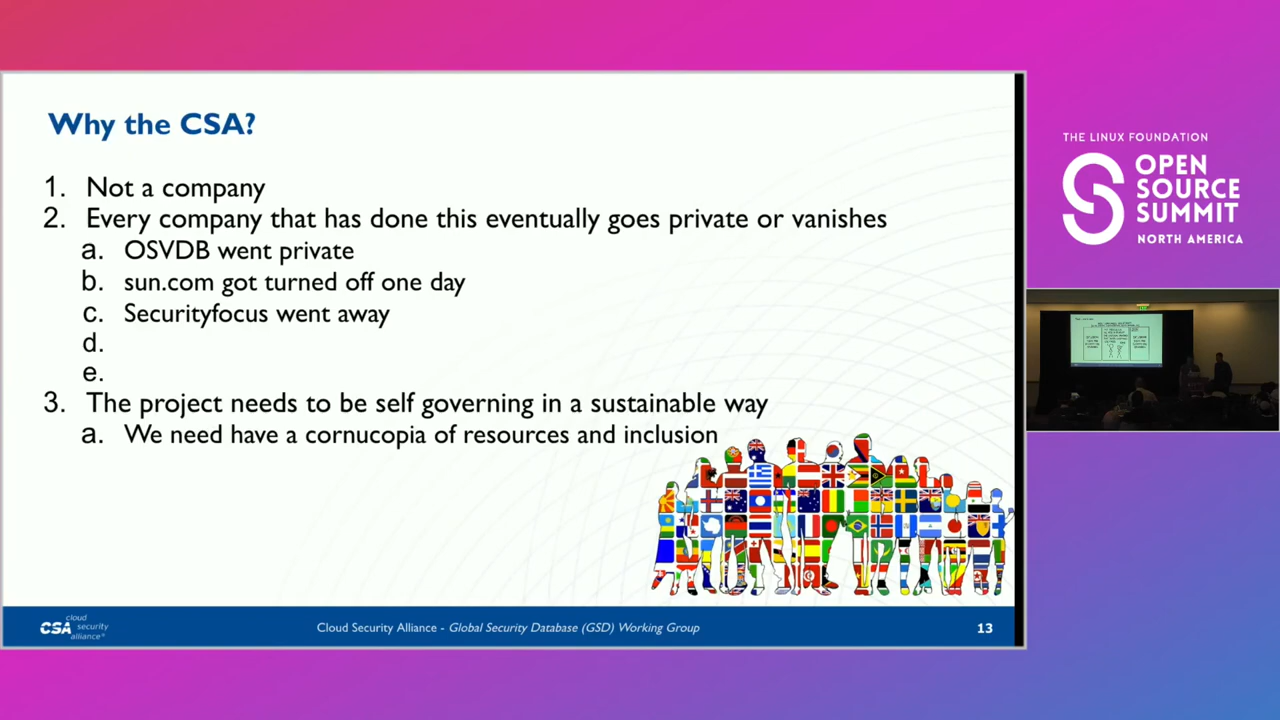 Why the CSA?
1. Not a company
2. Every company that has done this eventually goes private or vanishes
a. OSVDB went private
b. sun.com got turned off one day
c. Securityfocus went away
d.
e.
3. The project needs to be self governing in a sustainable way
a. We need have a cornucopia of resources and inclusion
CSA cloud security alliance®
Cloud Security Alliance - Global Security Database (GSD) Working Group
13
THE LINUX FOUNDATION
OPEN
SOURCE
SUMMIT
NORTH AMERICA